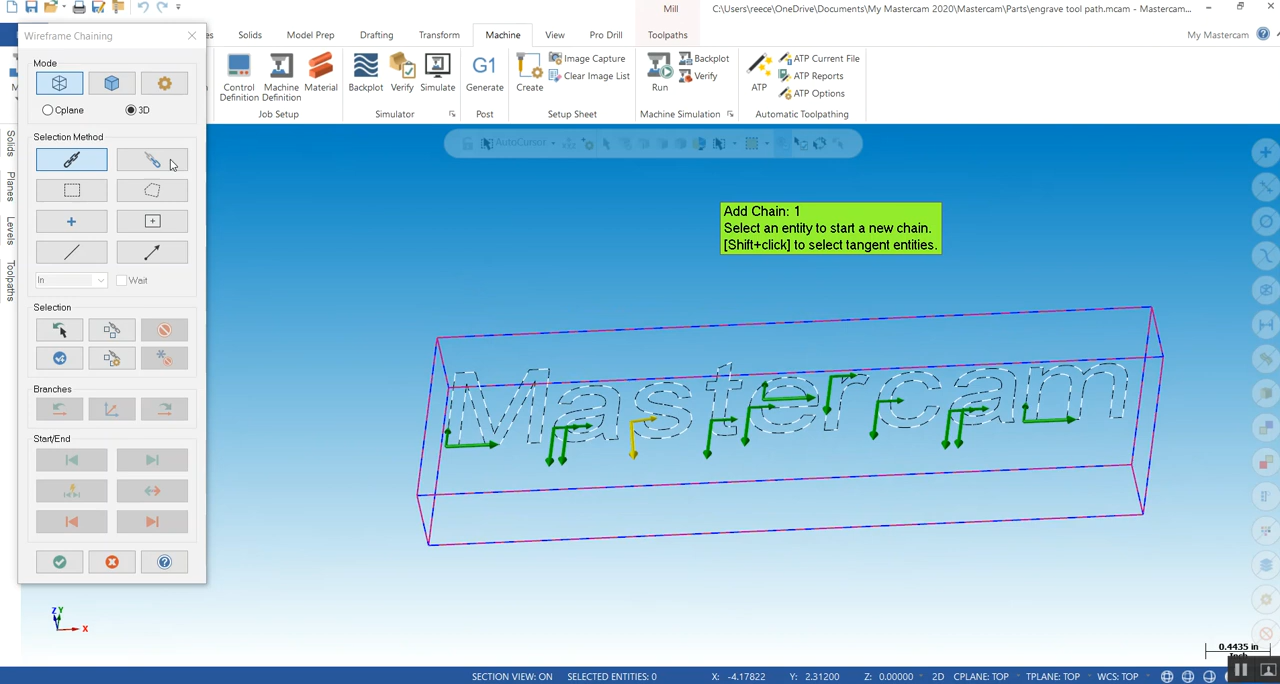 Mill
C:\Users\reece\OneDrive\Documents\My Mastercam 2020\Mastercam\Parts\engrave tool path.mcam - Mastercam...
Solids Model Prep Drafting Transform Machine View Pro Drill Toolpaths My Mastercam
Wireframe Chaining
Mode
Cplane 3D
Selection Method
In Wait
Selection
Branches
Start/End
Control Definition
Machine Definition
Material
Job Setup
Backplot
Verify
Simulate
Simulator
G1
Generate
Post
Create
Image Capture
Clear Image List
Setup Sheet
Run
Backplot
Verify
Machine Simulation
ATP
ATP Current File
ATP Reports
ATP Options
Automatic Toolpathing
Solids
Planes
Levels
Toolpaths
AutoCursor
Add Chain: 1
Select an entity to start a new chain.
[Shift+click] to select tangent entities.
Mastercam
Z Y
X
0.4435 in
Inch
SECTION VIEW: ON SELECTED ENTITIES: 0 X: -4.17822 Y: 2.31200 Z: 0.00000 2D CPLANE: TOP TPLANE: TOP WCS: TOP